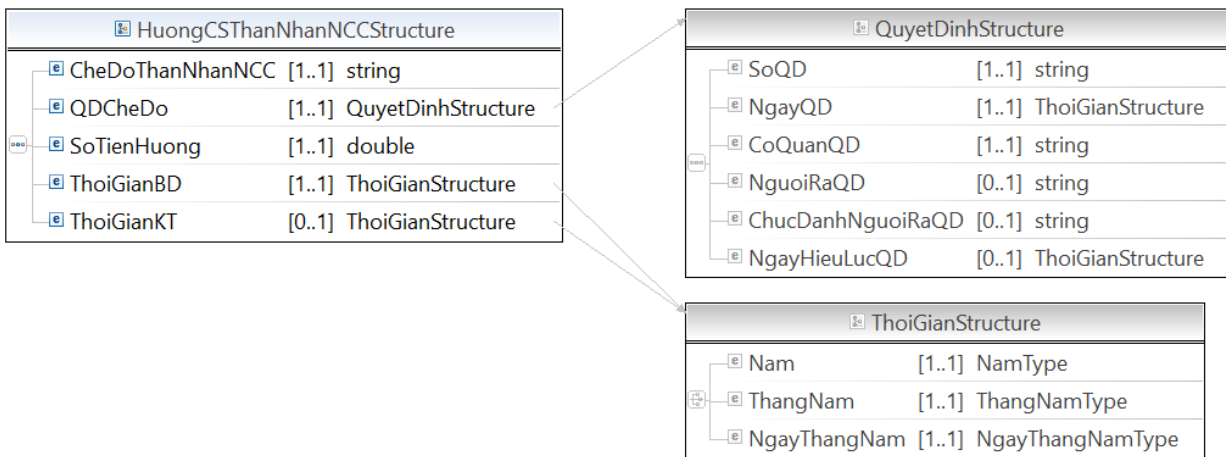 HuongCSThanNhanNCCStructure
CheDoThanNhanNCC [1..1] string
QDCheDo [1..1] QuyetDinhStructure
SoTienHuong [1..1] double
ThoiGianBD [1..1] ThoiGianStructure
ThoiGianKT [0..1] ThoiGianStructure
QuyetDinhStructure
SoQD [1..1] string
NgayQD [1..1] ThoiGianStructure
CoQuanQD [1..1] string
NguoiRaQD [0..1] string
ChucDanhNguoiRaQD [0..1] string
NgayHieuLucQD [0..1] ThoiGianStructure
ThoiGianStructure
Nam [1..1] NamType
ThangNam [1..1] ThangNamType
NgayThangNam [1..1] NgayThangNamType